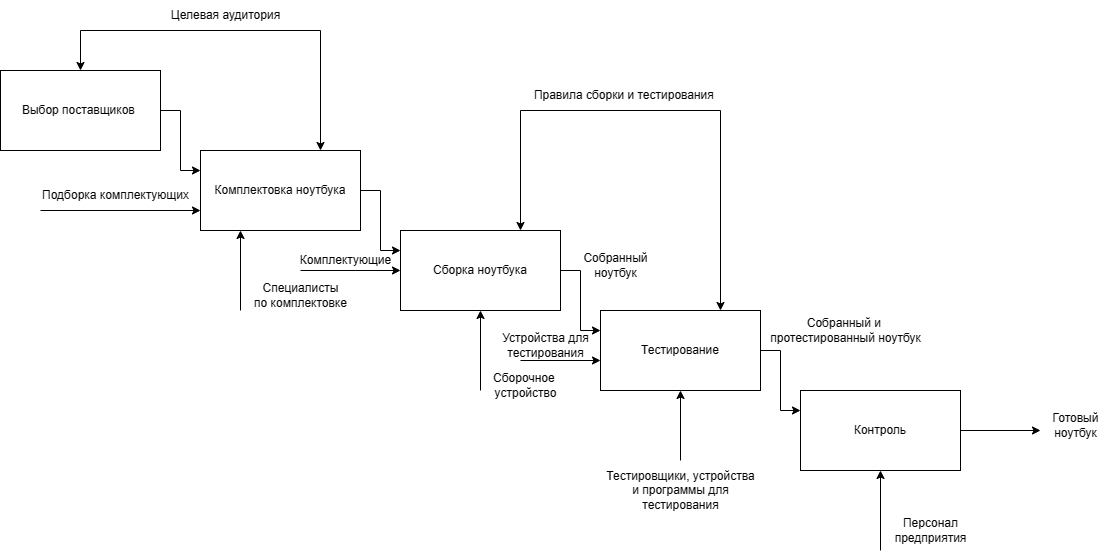 Целевая аудитория
Выбор поставщиков
Правила сборки и тестирования
Подборка комплектующих
Комплектовка ноутбука
Комплектующие
Сборка ноутбука
Собранный
ноутбук
Специалисты
по комплектовке
Устройства для
тестирования
Тестирование
Собранный и
протестированный ноутбук
Сборочное
устройство
Контроль
Готовый
ноутбук
Тестировщики, устройства
и программы для
тестирования
Персонал
предприятия